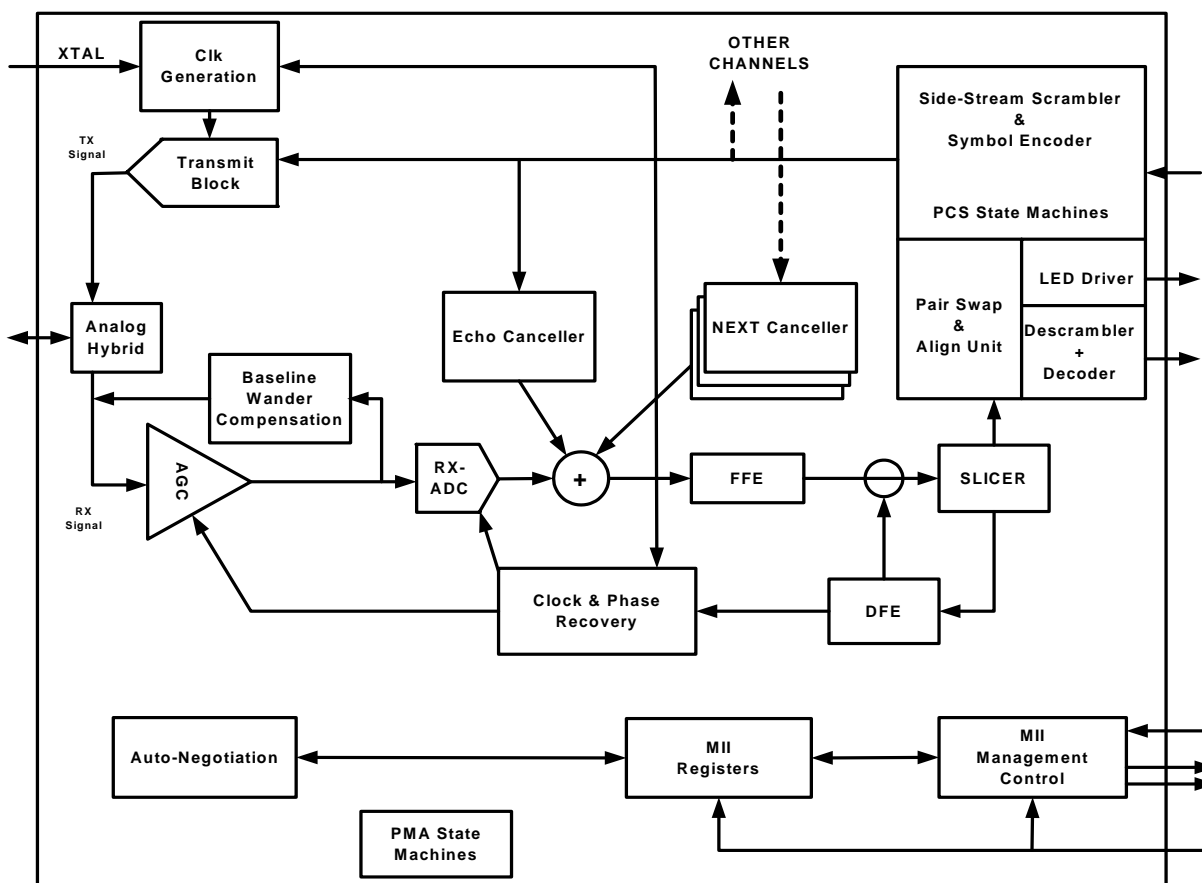 XTAL
Clk
Generation
OTHER
CHANNELS
Side-Stream Scrambler
&
Symbol Encoder
PCS State Machines
TX
Signal
Transmit
Block
LED Driver
Pair Swap
&
Align Unit
Descrambler
+
Decoder
Analog
Hybrid
Echo Canceller
NEXT Canceller
Baseline
Wander
Compensation
AGC
RX-
ADC
+
FFE
SLICER
RX
Signal
Clock & Phase
Recovery
DFE
Auto-Negotiation
MII
Registers
MII
Management
Control
PMA State
Machines